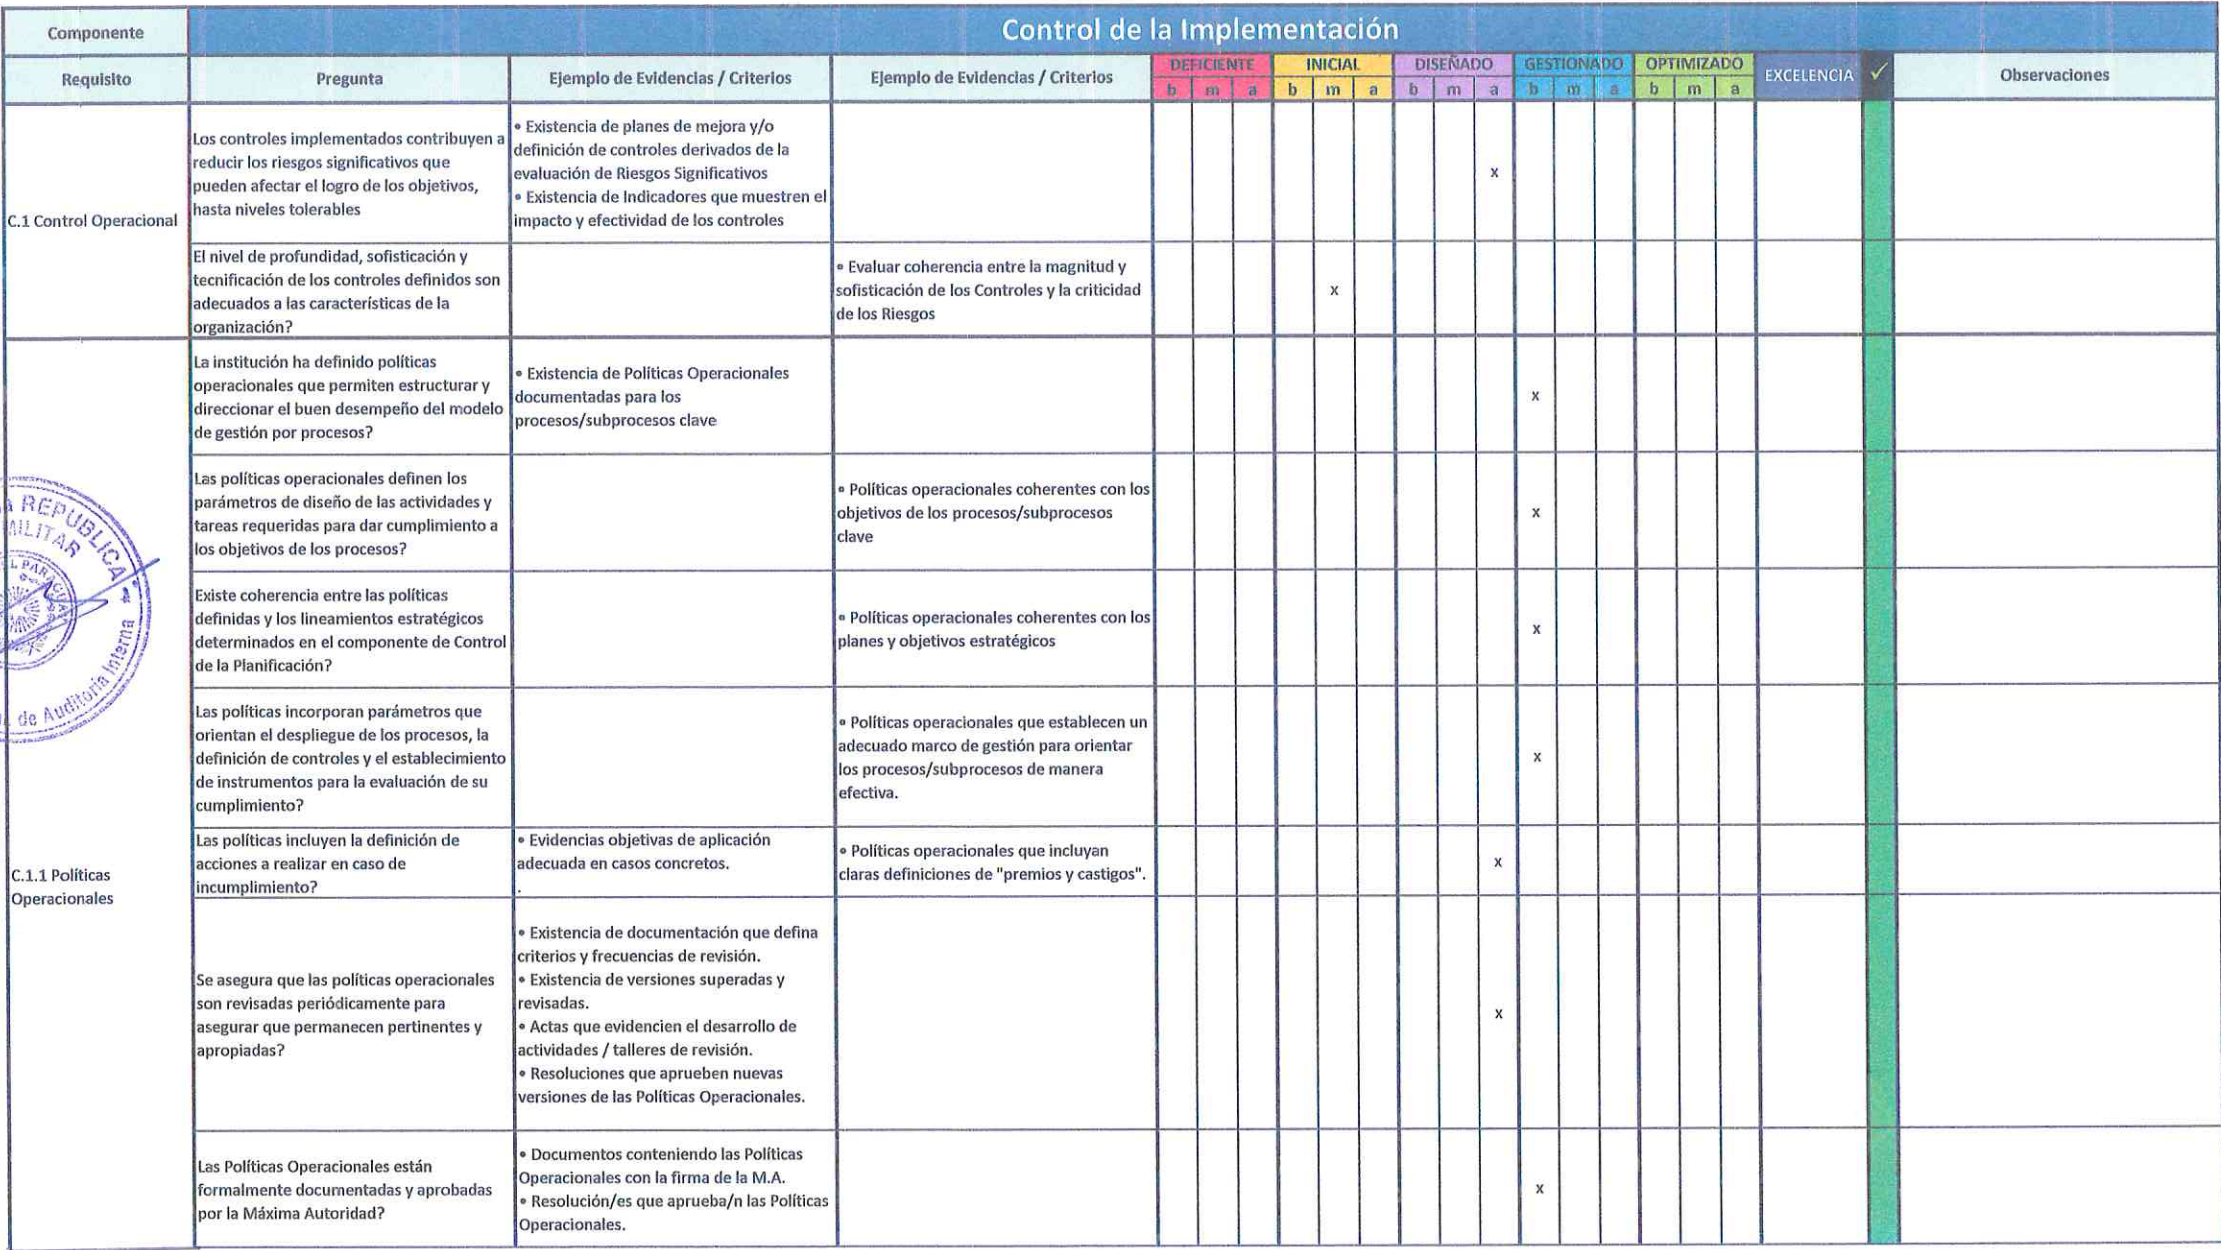 Componente
Control de la Implementación
Requisito
Pregunta
Ejemplo de Evidencias / Criterios
Ejemplo de Evidencias / Criterios
DEFICIENTE
INICIAL
DISEÑADO
GESTIONADO
OPTIMIZADO
EXCELENCIA
✓
Observaciones
b m a b m a b m a b m a b m a
C.1 Control Operacional
Los controles implementados contribuyen a
reducir los riesgos significativos que
pueden afectar el logro de los objetivos,
hasta niveles tolerables
• Existencia de planes de mejora y/o
definición de controles derivados de la
evaluación de Riesgos Significativos
• Existencia de Indicadores que muestren el
impacto y efectividad de los controles
x
El nivel de profundidad, sofisticación y
tecnificación de los controles definidos son
adecuados a las características de la
organización?
• Evaluar coherencia entre la magnitud y
sofisticación de los Controles y la criticidad
de los Riesgos
x
C.1.1 Políticas
Operacionales
La institución ha definido políticas
operacionales que permiten estructurar y
direccionar el buen desempeño del modelo
de gestión por procesos?
• Existencia de Políticas Operacionales
documentadas para los
procesos/subprocesos clave
x
Las políticas operacionales definen los
parámetros de diseño de las actividades y
tareas requeridas para dar cumplimiento a
los objetivos de los procesos?
• Políticas operacionales coherentes con los
objetivos de los procesos/subprocesos
clave
x
Existe coherencia entre las políticas
definidas y los lineamientos estratégicos
determinados en el componente de Control
de la Planificación?
• Políticas operacionales coherentes con los
planes y objetivos estratégicos
x
Las políticas incorporan parámetros que
orientan el despliegue de los procesos, la
definición de controles y el establecimiento
de instrumentos para la evaluación de su
cumplimiento?
• Políticas operacionales que establecen un
adecuado marco de gestión para orientar
los procesos/subprocesos de manera
efectiva.
x
Las políticas incluyen la definición de
acciones a realizar en caso de
incumplimiento?
• Evidencias objetivas de aplicación
adecuada en casos concretos.
.
• Políticas operacionales que incluyan
claras definiciones de "premios y castigos".
x
Se asegura que las políticas operacionales
son revisadas periódicamente para
asegurar que permanecen pertinentes y
apropiadas?
• Existencia de documentación que defina
criterios y frecuencias de revisión.
• Existencia de versiones superadas y
revisadas.
• Actas que evidencien el desarrollo de
actividades / talleres de revisión.
• Resoluciones que aprueben nuevas
versiones de las Políticas Operacionales.
x
Las Políticas Operacionales están
formalmente documentadas y aprobadas
por la Máxima Autoridad?
• Documentos conteniendo las Políticas
Operacionales con la firma de la M.A.
• Resolución/es que aprueba/n las Políticas
Operacionales.
x
REPUBLICA
MILITAR
de Auditoría Interna